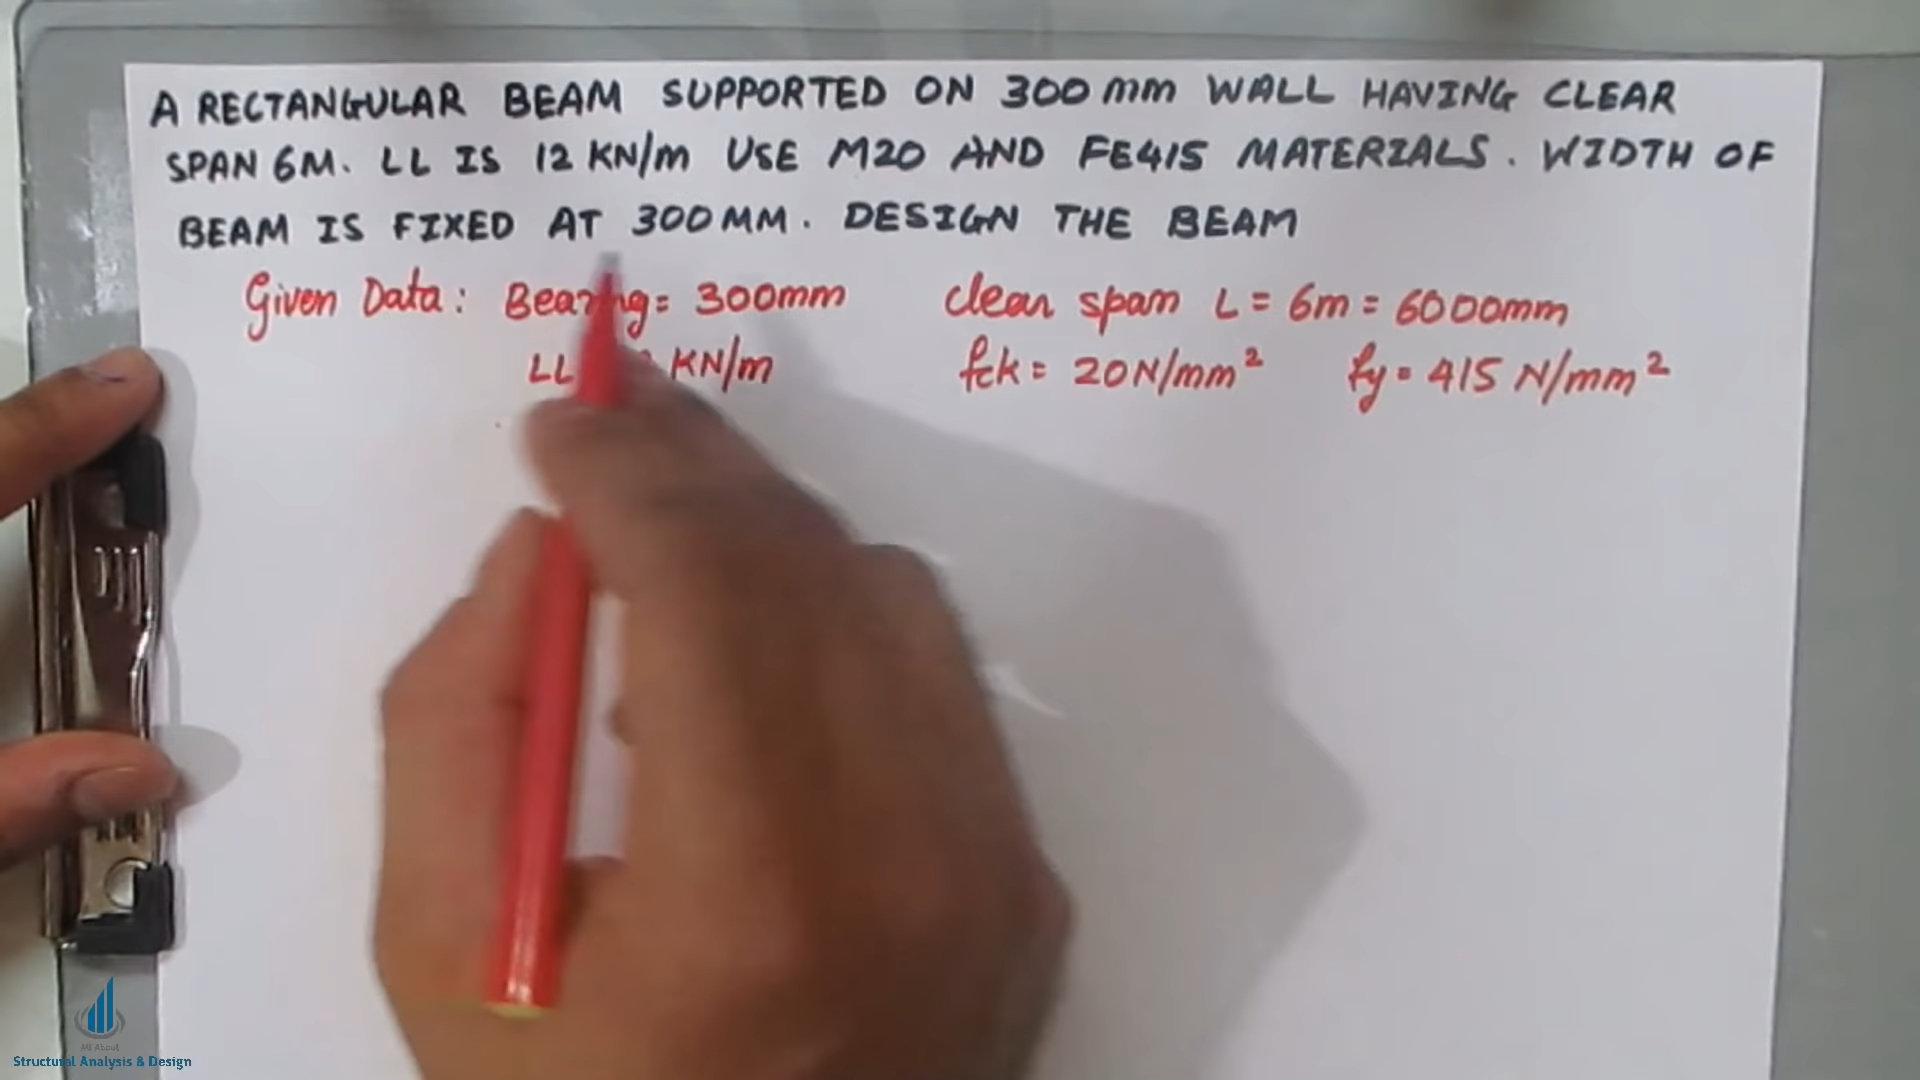 A RECTANGULAR BEAM SUPPORTED ON 300 mm WALL HAVING CLEAR
SPAN 6M. LL IS 12 KN/m USE M20 AND FE415 MATERIALS. WIDTH OF
BEAM IS FIXED AT 300 MM. DESIGN THE BEAM
Given Data: Bearing= 300mm clear span L = 6m = 6000mm
LL KN/m fck = 20N/mm² fy = 415 N/mm²
Structural Analysis & Design